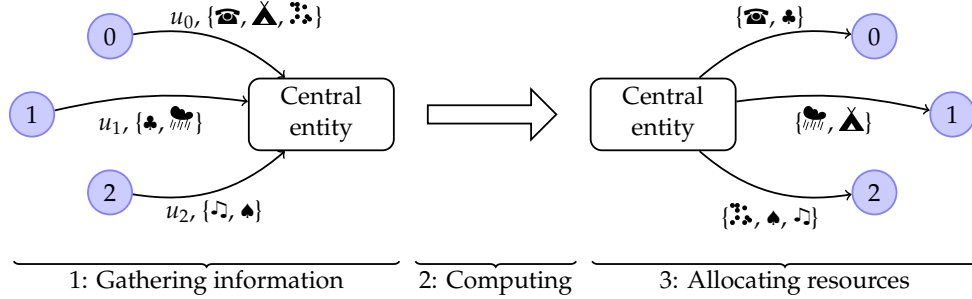 0
u₀, {☎, ⛺, ⁙}
1
u₁, {♣, 🌧}
2
u₂, {♫, ♠}
Central
entity
Central
entity
{☎, ♣}
0
{🌧, ⛺}
1
2
{⁙, ♠, ♫}
1: Gathering information
2: Computing
3: Allocating resources